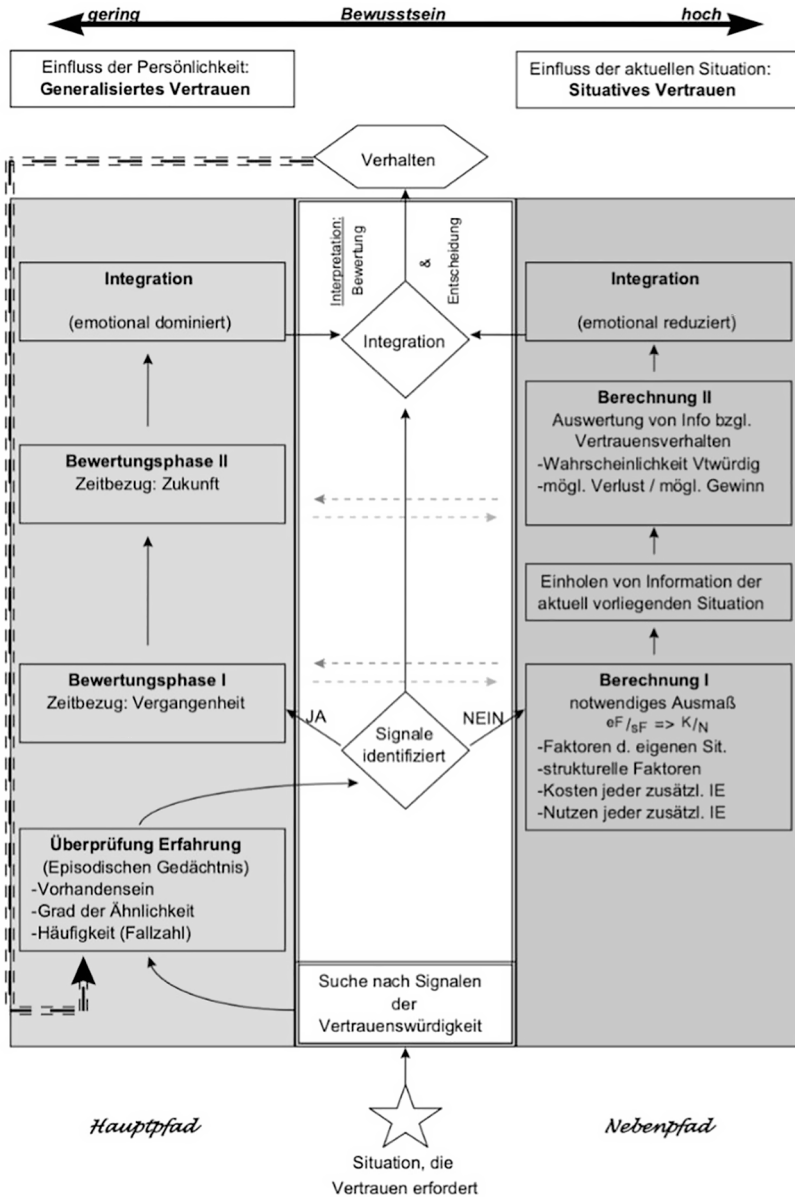 gering Bewusstsein hoch
Einfluss der Persönlichkeit:
Generalisiertes Vertrauen
Einfluss der aktuellen Situation:
Situatives Vertrauen
Verhalten
Interpretation:
Bewertung
&
Entscheidung
Integration
(emotional dominiert)
Integration
Integration
(emotional reduziert)
Bewertungsphase II
Zeitbezug: Zukunft
Berechnung II
Auswertung von Info bzgl.
Vertrauensverhalten
-Wahrscheinlichkeit Vtwürdig
-mögl. Verlust / mögl. Gewinn
Einholen von Information der
aktuell vorliegenden Situation
Bewertungsphase I
Zeitbezug: Vergangenheit
JA
Signale
identifiziert
NEIN
Berechnung I
notwendiges Ausmaß
eF/sF => K/N
-Faktoren d. eigenen Sit.
-strukturelle Faktoren
-Kosten jeder zusätzl. IE
-Nutzen jeder zusätzl. IE
Überprüfung Erfahrung
(Episodischen Gedächtnis)
-Vorhandensein
-Grad der Ähnlichkeit
-Häufigkeit (Fallzahl)
Suche nach Signalen
der
Vertrauenswürdigkeit
Hauptpfad
Nebenpfad
Situation, die
Vertrauen erfordert